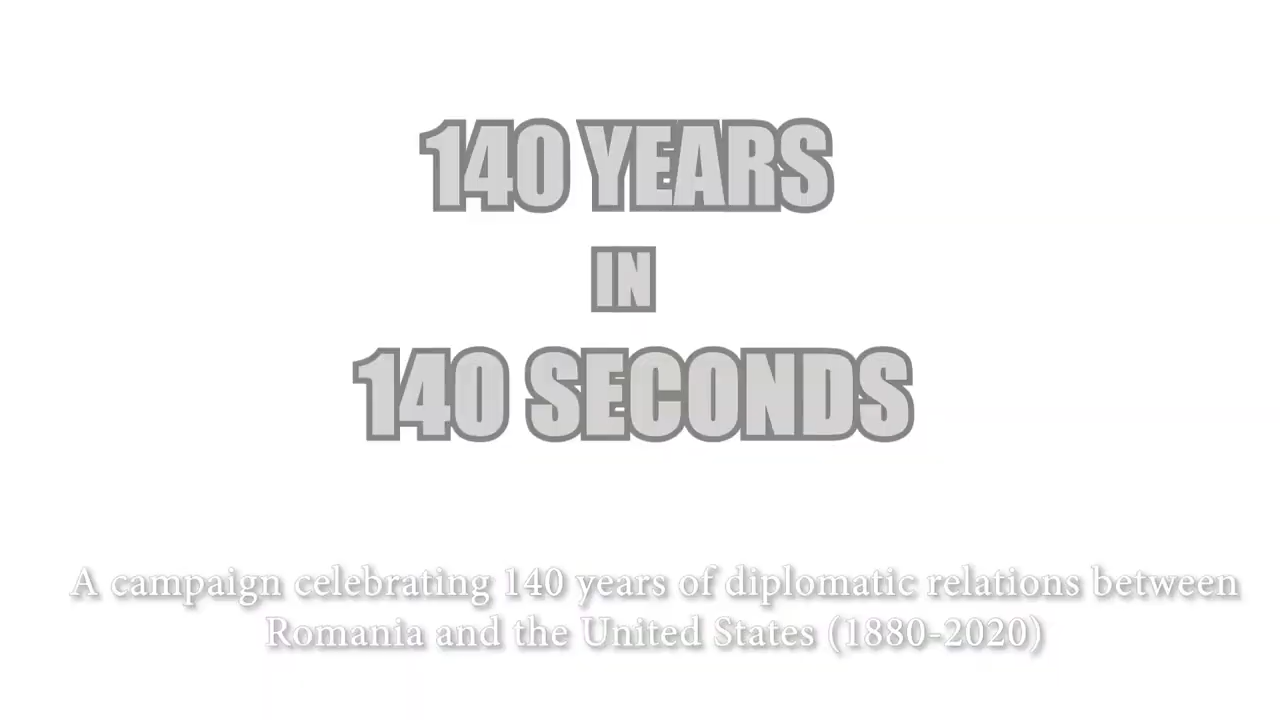 140 YEARS
IN
140 SECONDS
A campaign celebrating 140 years of diplomatic relations between
Romania and the United States (1880-2020)